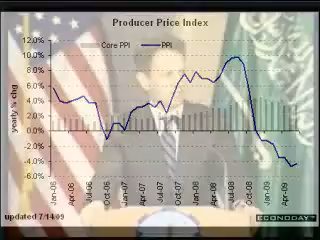 Producer Price Index
Core PPI PPI
yearly % chg
12.0%
10.0%
8.0%
6.0%
4.0%
2.0%
0.0%
-2.0%
-4.0%
-6.0%
Jan-06
Apr-06
Jul-06
Oct-06
Jan-07
Apr-07
Jul-07
Oct-07
Jan-08
Apr-08
Jul-08
Oct-08
Jan-09
Apr-09
updated 7/14/09
ECONODAY